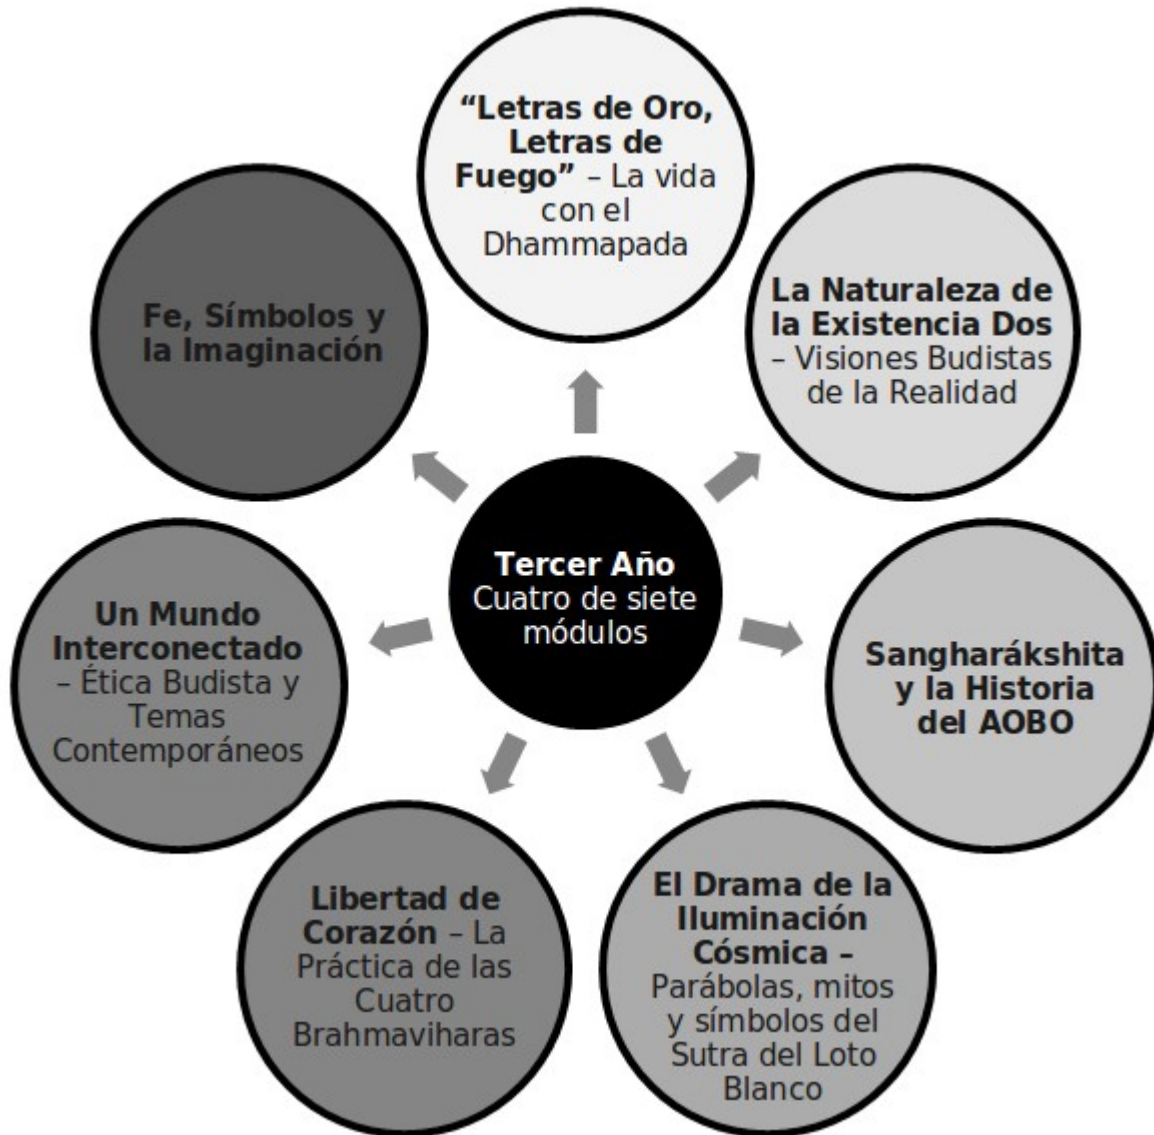 “Letras de Oro,
Letras de
Fuego” – La vida
con el
Dhammapada
La Naturaleza de
la Existencia Dos
– Visiones Budistas
de la Realidad
Sangharákshita
y la Historia
del AOBO
El Drama de la
Iluminación
Cósmica –
Parábolas, mitos
y símbolos del
Sutra del Loto
Blanco
Libertad de
Corazón – La
Práctica de las
Cuatro
Brahmaviharas
Un Mundo
Interconectado
– Ética Budista y
Temas
Contemporáneos
Fe, Símbolos y
la Imaginación
Tercer Año
Cuatro de siete
módulos